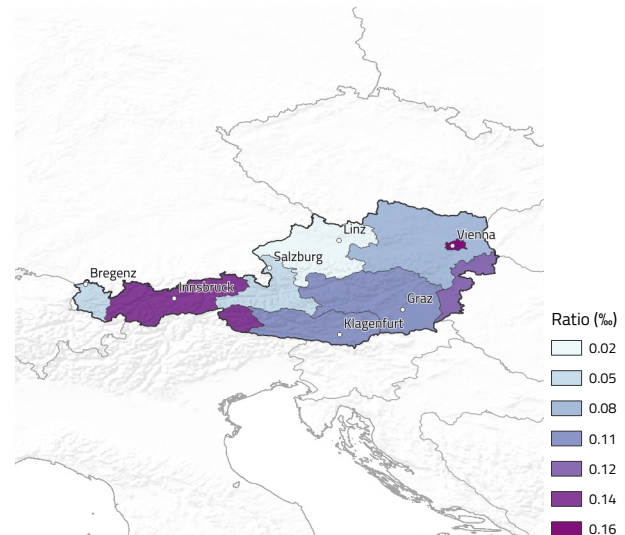 Linz
Vienna
Salzburg
Bregenz
Innsbruck
Graz
Klagenfurt
Ratio (‰)
0.02
0.05
0.08
0.11
0.12
0.14
0.16